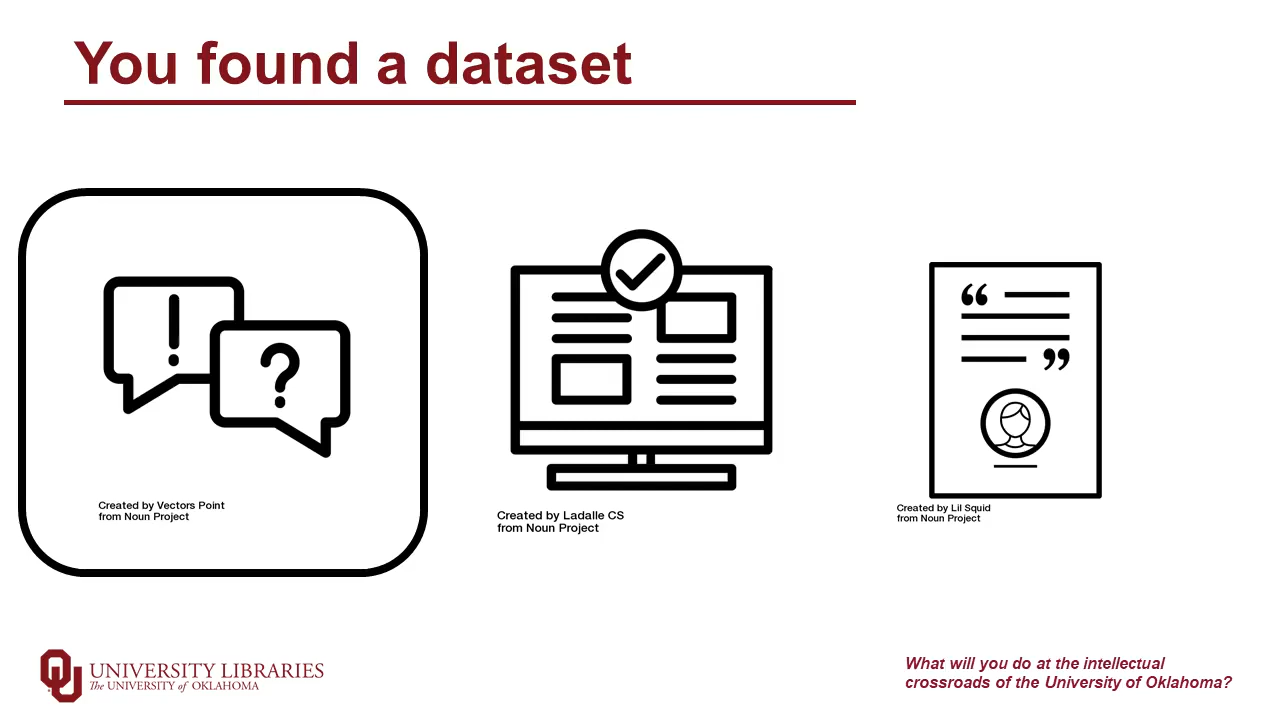 You found a dataset
!
?
Created by Vectors Point
from Noun Project
Created by Ladalle CS
from Noun Project
“
”
Created by Lil Squid
from Noun Project
OU
UNIVERSITY LIBRARIES
The UNIVERSITY of OKLAHOMA
What will you do at the intellectual
crossroads of the University of Oklahoma?